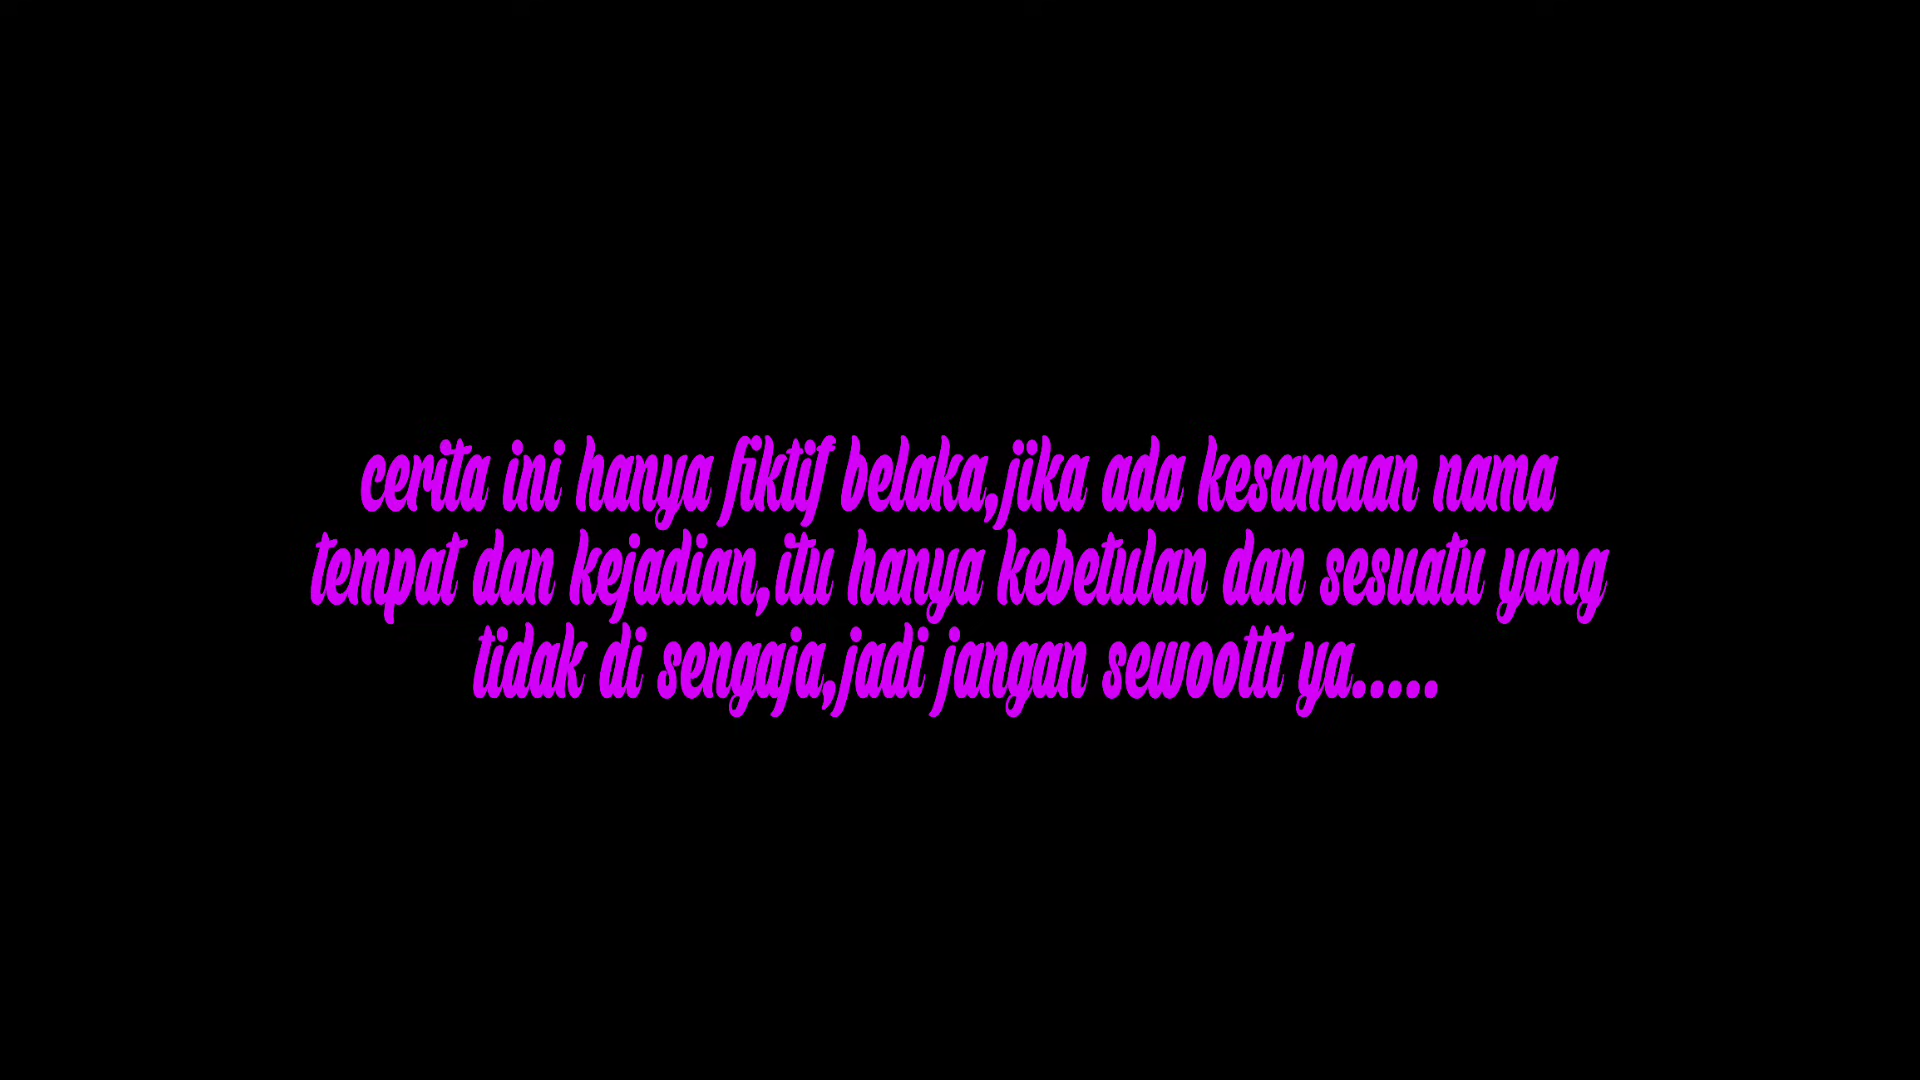 cerita ini hanya fiktif belaka,jika ada kesamaan nama
tempat dan kejadian,itu hanya kebetulan dan sesuatu yang
tidak di sengaja,jadi jangan sewoottt ya.....